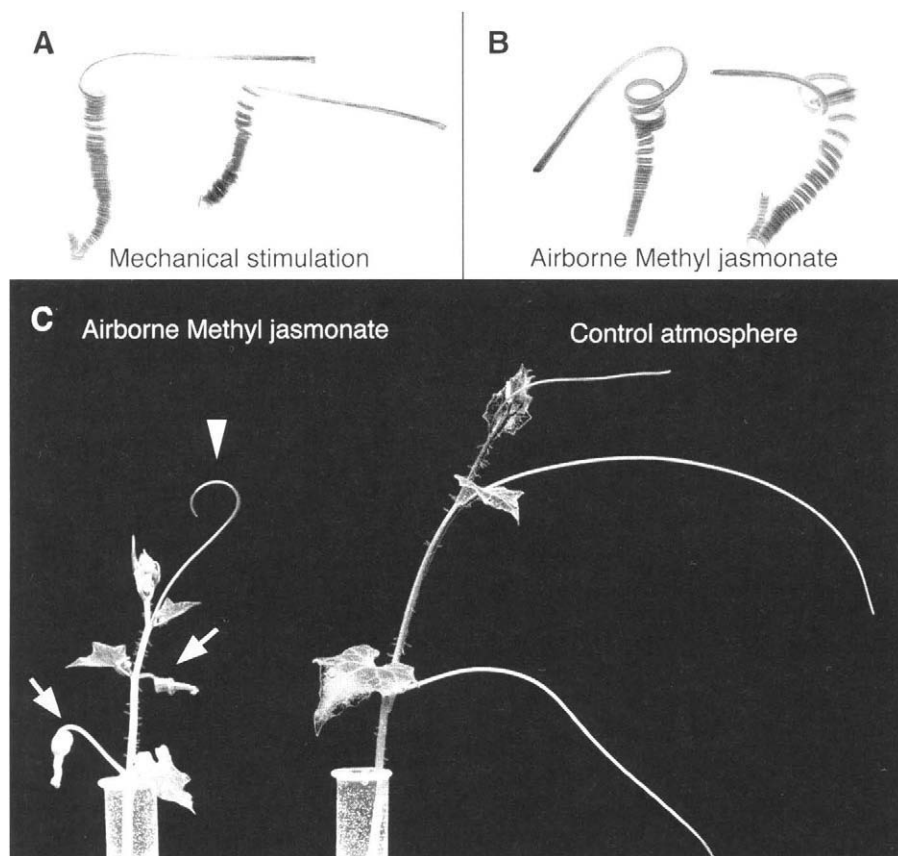 A
B
Mechanical stimulation
Airborne Methyl jasmonate
C
Airborne Methyl jasmonate
Control atmosphere